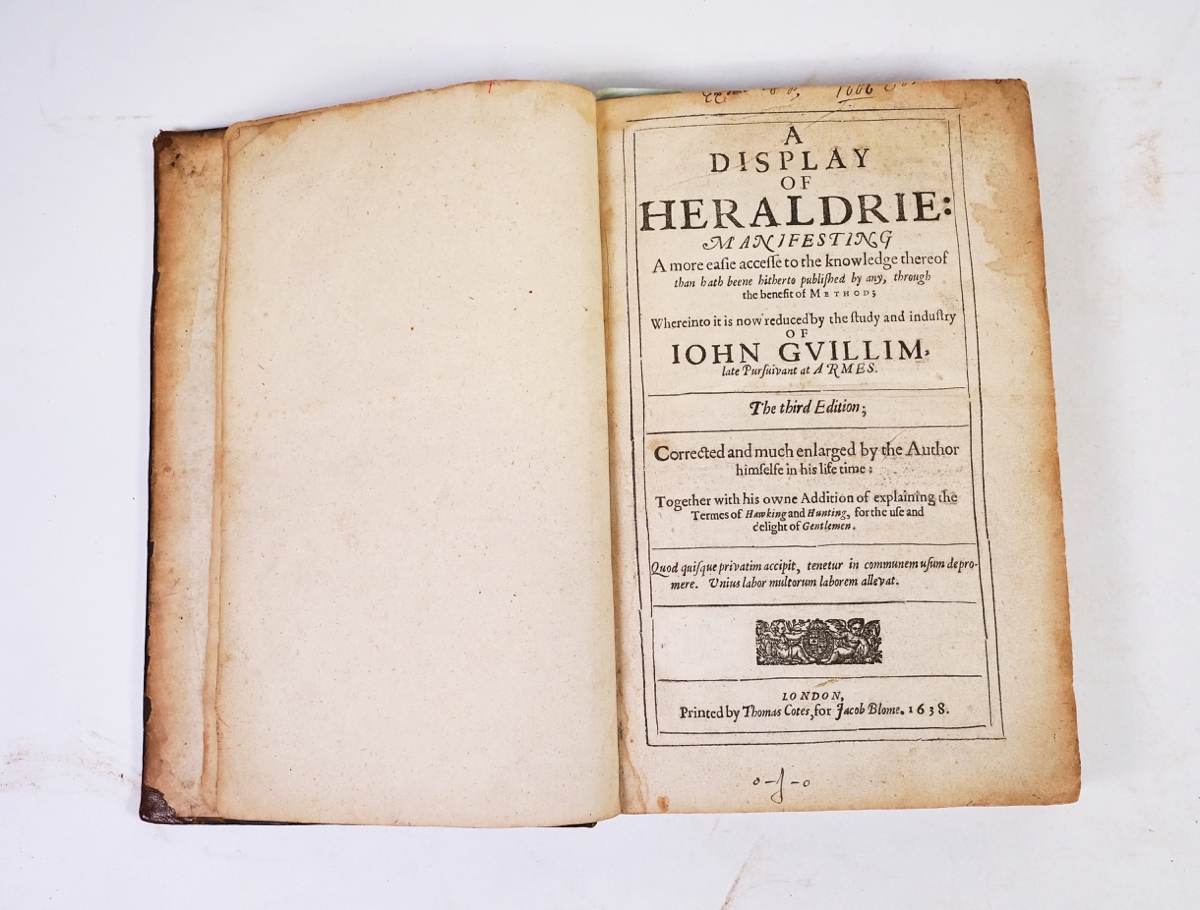 1666
A
DISPLAY
OF
HERALDRIE:
MANIFESTING
A more eaſie acceſſe to the knowledge thereof
than hath beene hitherto publiſhed by any, through
the benefit of METHOD;
Whereinto it is now reduced by the ſtudy and induſtry
OF
IOHN GVILLIM,
late Purſuivant at ARMES.
The third Edition;
Corrected and much enlarged by the Author
himſelfe in his life time:
Together with his owne Addition of explaining the
Termes of Hawking and Hunting, for the uſe and
delight of Gentlemen.
Quod quiſque privatim accipit, tenetur in communem uſum depro-
mere. Vnius labor multorum laborem allevat.
LONDON,
Printed by Thomas Cotes, for Jacob Blome. 1638.